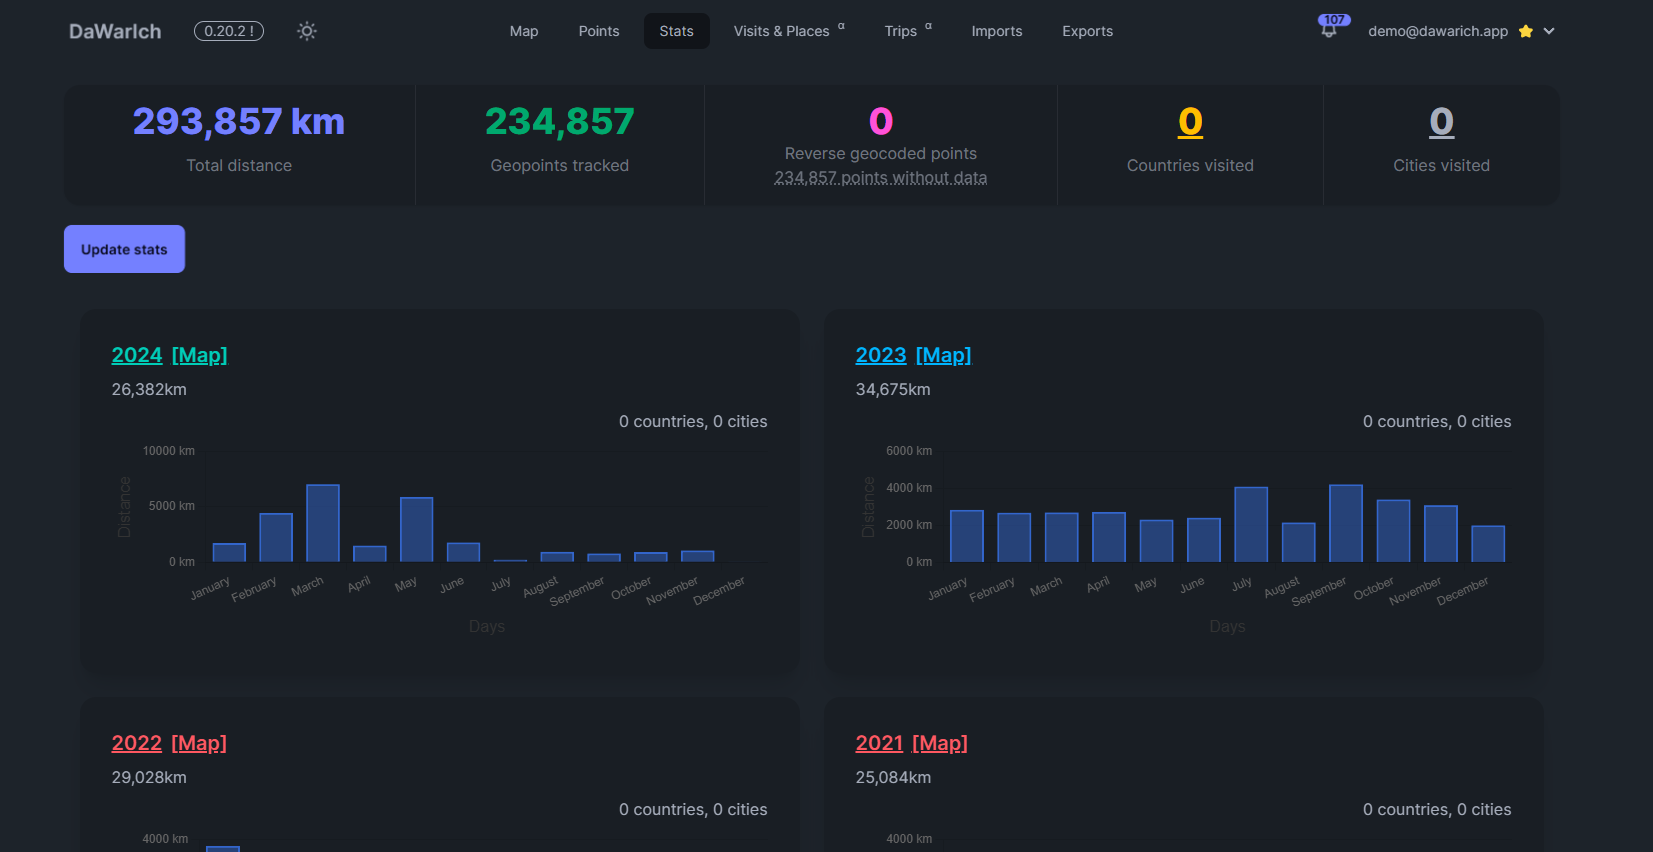 DaWarIch
0.20.2 !
Map
Points
Stats
Visits & Places α
Trips α
Imports
Exports
107
demo@dawarich.app
293,857 km
Total distance
234,857
Geopoints tracked
0
Reverse geocoded points
234,857 points without data
0
Countries visited
0
Cities visited
Update stats
2024 [Map]
26,382km
0 countries, 0 cities
10000 km
5000 km
0 km
Distance
January
February
March
April
May
June
July
August
September
October
November
December
Days
2023 [Map]
34,675km
0 countries, 0 cities
6000 km
4000 km
2000 km
0 km
Distance
January
February
March
April
May
June
July
August
September
October
November
December
Days
2022 [Map]
29,028km
0 countries, 0 cities
4000 km
2021 [Map]
25,084km
0 countries, 0 cities
4000 km